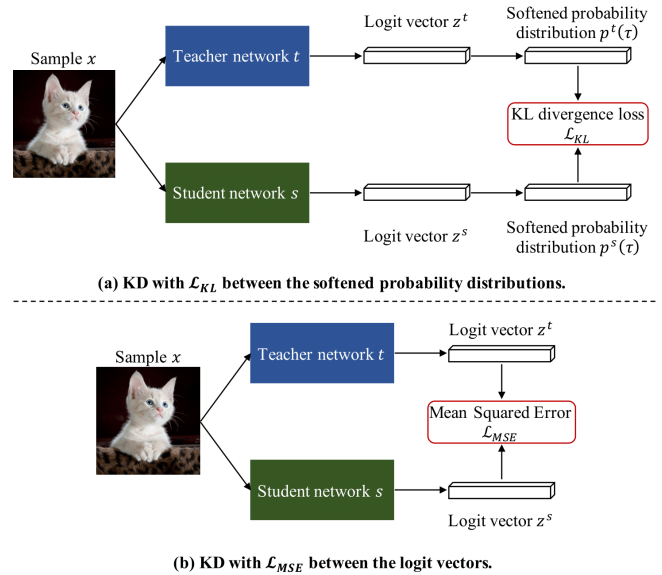 Sample x
Teacher network t
Logit vector z^t
Softened probability
distribution p^t(τ)
KL divergence loss
ℒ_KL
Student network s
Logit vector z^s
Softened probability
distribution p^s(τ)
(a) KD with ℒ_KL between the softened probability distributions.
Sample x
Teacher network t
Logit vector z^t
Mean Squared Error
ℒ_MSE
Student network s
Logit vector z^s
(b) KD with ℒ_MSE between the logit vectors.